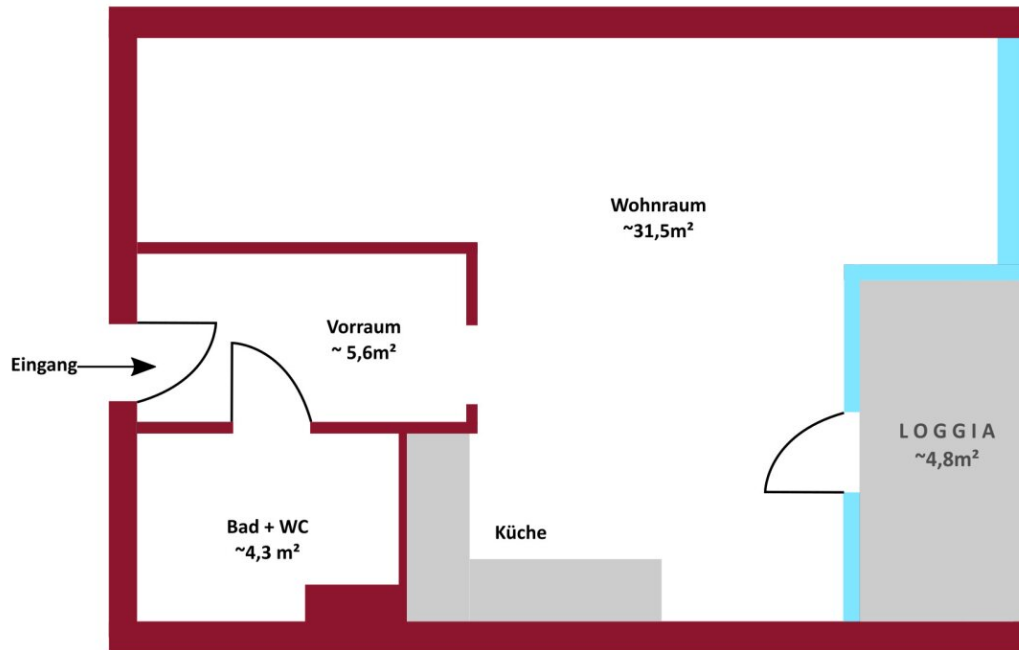 Wohnraum
~31,5m²
Vorraum
~ 5,6m²
Eingang
LOGGIA
~4,8m²
Bad + WC
~4,3 m²
Küche